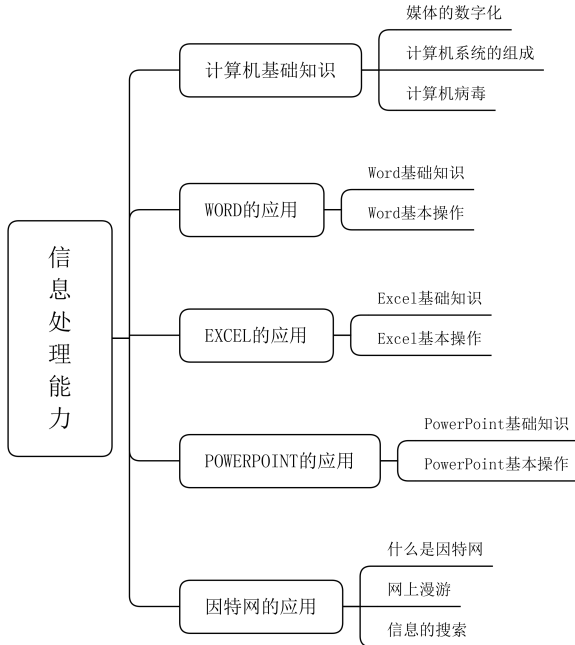 信息处理能力
计算机基础知识
媒体的数字化
计算机系统的组成
计算机病毒
WORD的应用
Word基础知识
Word基本操作
EXCEL的应用
Excel基础知识
Excel基本操作
POWERPOINT的应用
PowerPoint基础知识
PowerPoint基本操作
因特网的应用
什么是因特网
网上漫游
信息的搜索